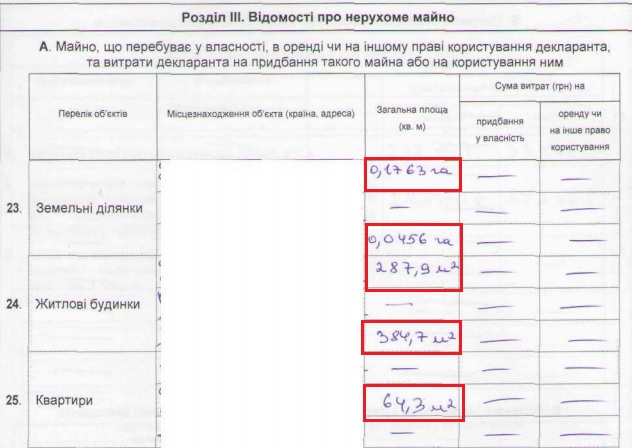 Розділ III. Відомості про нерухоме майно
А. Майно, що перебуває у власності, в оренді чи на іншому праві користування декларанта,
та витрати декларанта на придбання такого майна або на користування ним
Перелік об'єктів
Місцезнаходження об'єкта (країна, адреса)
Загальна площа
(кв. м)
Сума витрат (грн) на
придбання
у власність
оренду чи
на інше право
користування
0,1763 га — —
— — —
23. Земельні ділянки
0,0456 га — —
287,9 м² — —
24. Житлові будинки — — —
384,7 м² — —
— — —
25. Квартири 64,3 м² — —
— — —